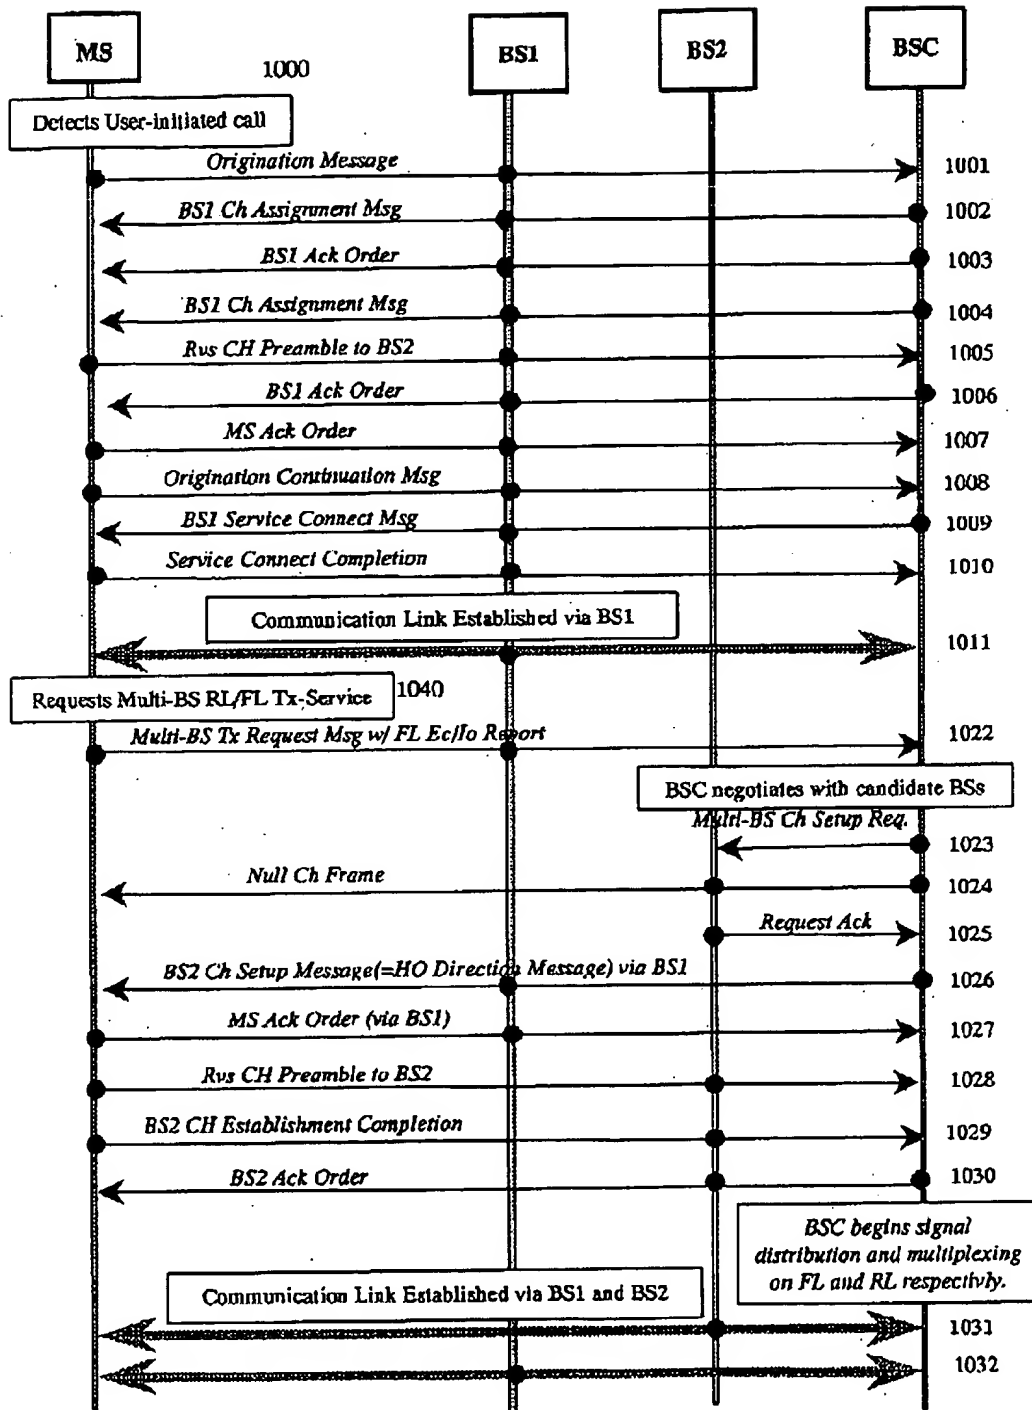 MS
BS1
BS2
BSC
1000
Detects User-initiated call
Origination Message
1001
BS1 Ch Assignment Msg
1002
BS1 Ack Order
1003
BS1 Ch Assignment Msg
1004
Rvs CH Preamble to BS2
1005
BS1 Ack Order
1006
MS Ack Order
1007
Origination Continuation Msg
1008
BS1 Service Connect Msg
1009
Service Connect Completion
1010
Communication Link Established via BS1
1011
Requests Multi-BS RL/FL Tx-Service
1040
Multi-BS Tx Request Msg w/ FL Ec/Io Report
1022
BSC negotiates with candidate BSs
Multi-BS Ch Setup Req.
1023
Null Ch Frame
1024
Request Ack
1025
BS2 Ch Setup Message(=HO Direction Message) via BS1
1026
MS Ack Order (via BS1)
1027
Rvs CH Preamble to BS2
1028
BS2 CH Establishment Completion
1029
BS2 Ack Order
1030
BSC begins signal
distribution and multiplexing
on FL and RL respectivly.
Communication Link Established via BS1 and BS2
1031
1032